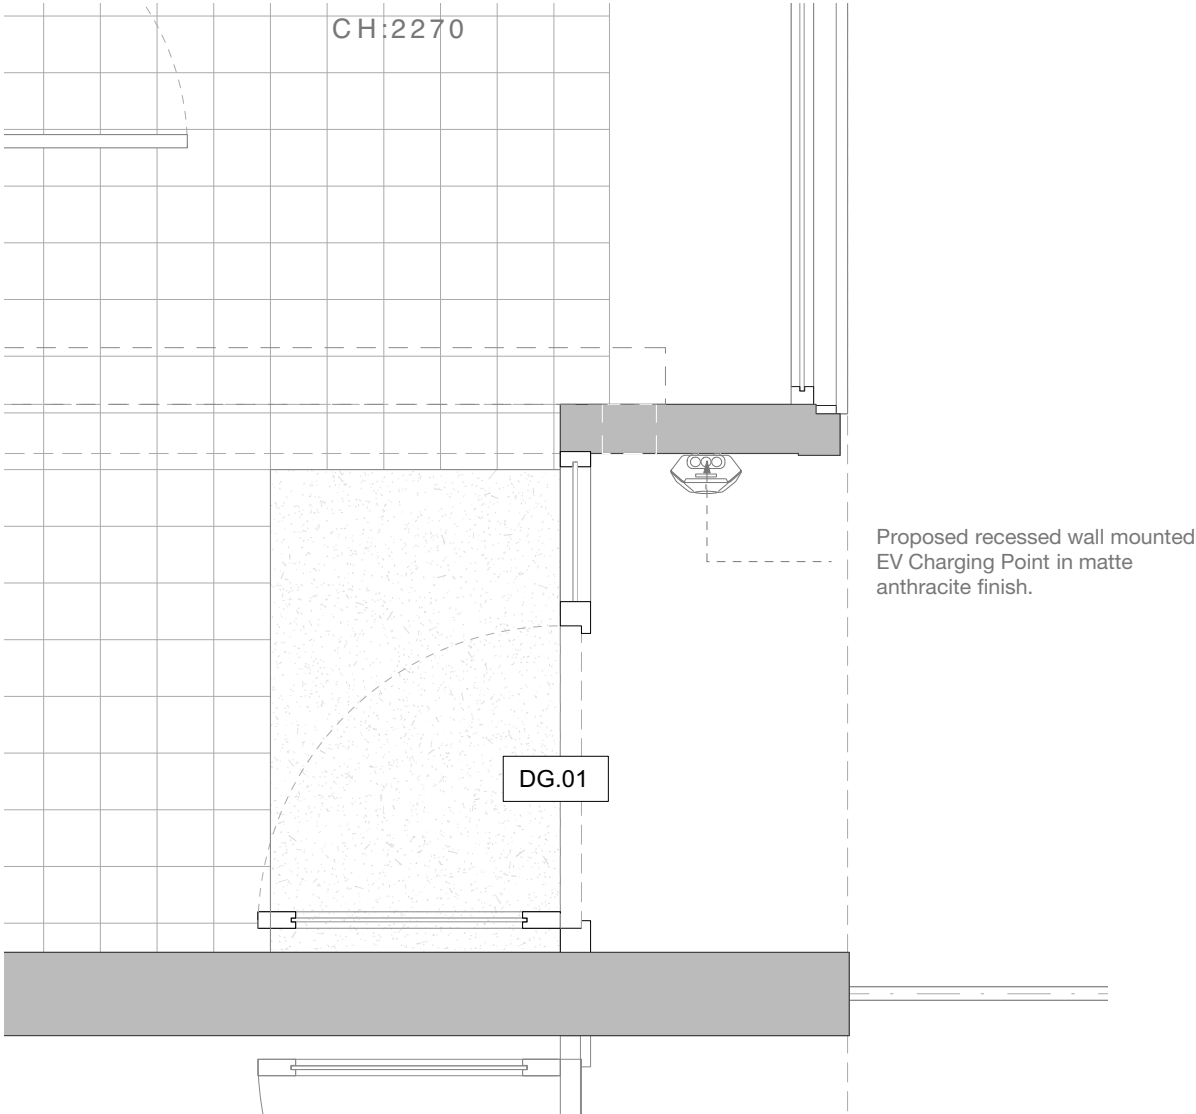 CH:2270
Proposed recessed wall mounted
EV Charging Point in matte
anthracite finish.
DG.01